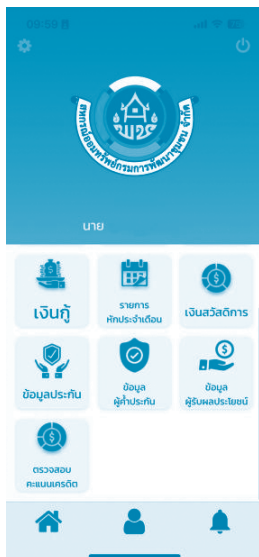 09:59
สหกรณ์ออมทรัพย์กรมการพัฒนาชุมชน จำกัด
นาย
เงินกู้
รายการ
หักประจำเดือน
เงินสวัสดิการ
ข้อมูลประกัน
ข้อมูล
ผู้ค้ำประกัน
ข้อมูล
ผู้รับผลประโยชน์
ตรวจสอบ
คะแนนเครดิต